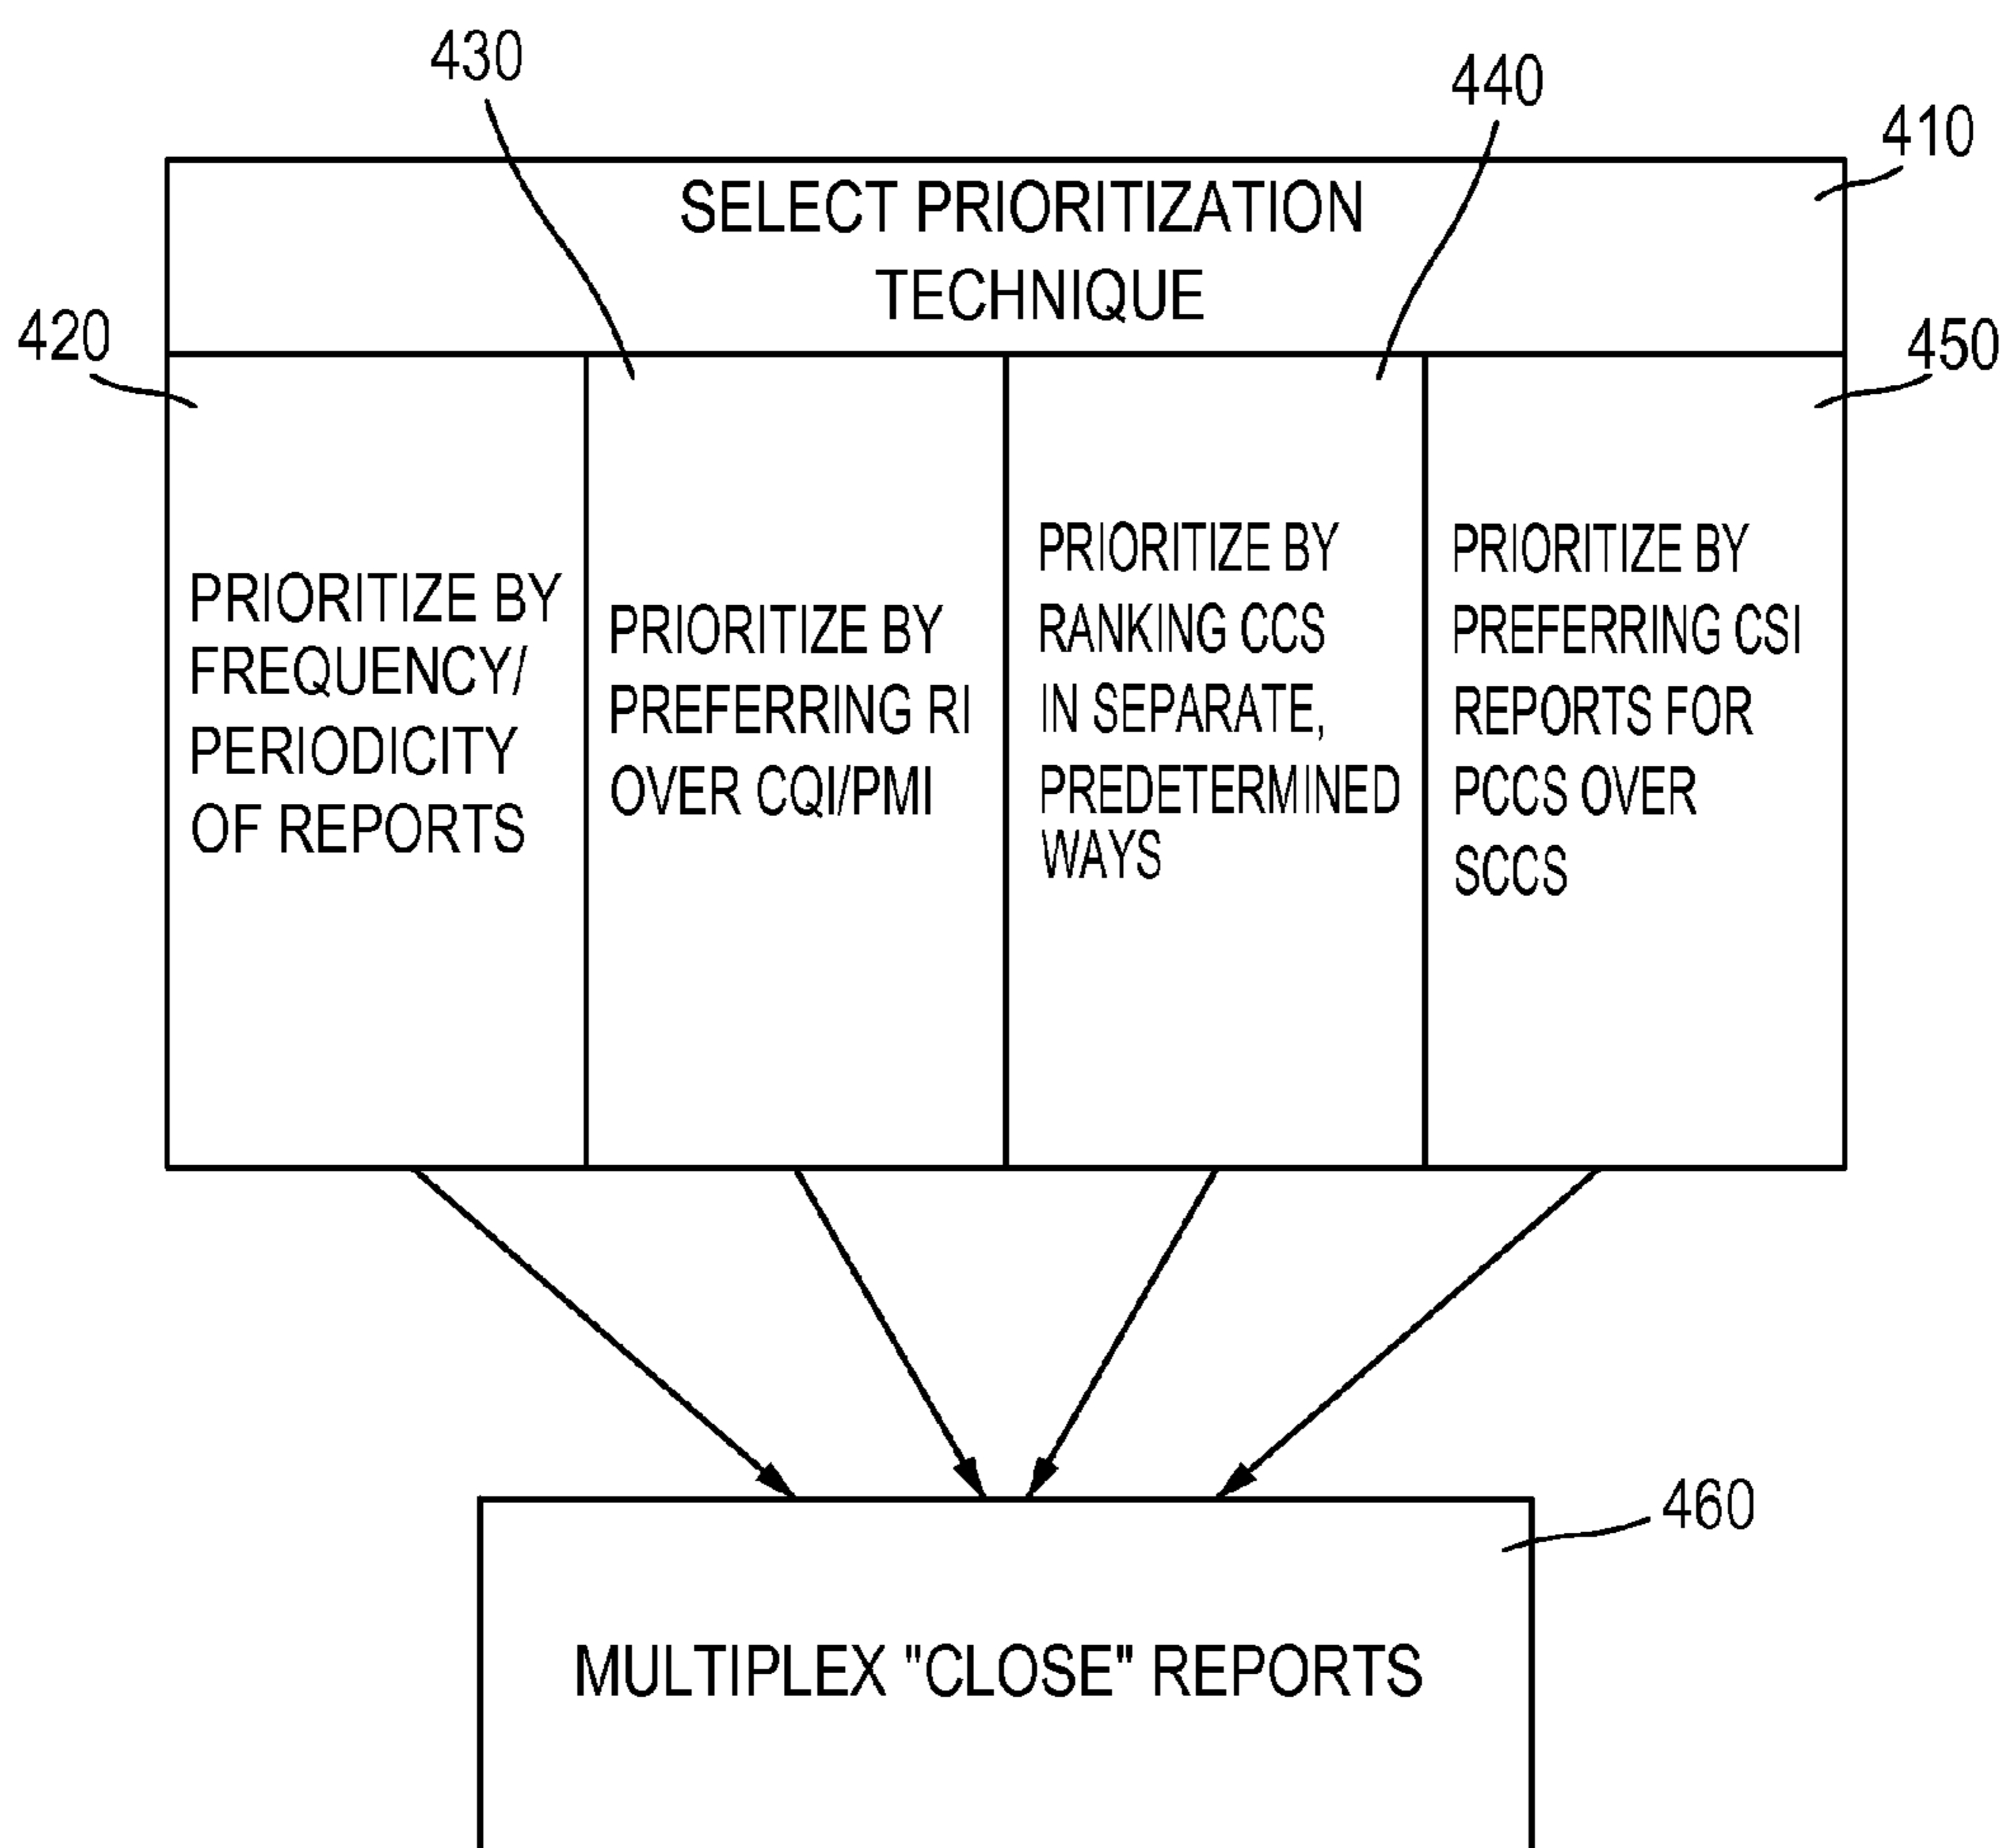 430
440
410
SELECT PRIORITIZATION
TECHNIQUE
420
450
PRIORITIZE BY
FREQUENCY/
PERIODICITY
OF REPORTS
PRIORITIZE BY
PREFERRING RI
OVER CQI/PMI
PRIORITIZE BY
RANKING CCS
IN SEPARATE,
PREDETERMINED
WAYS
PRIORITIZE BY
PREFERRING CSI
REPORTS FOR
PCCS OVER
SCCS
460
MULTIPLEX "CLOSE" REPORTS